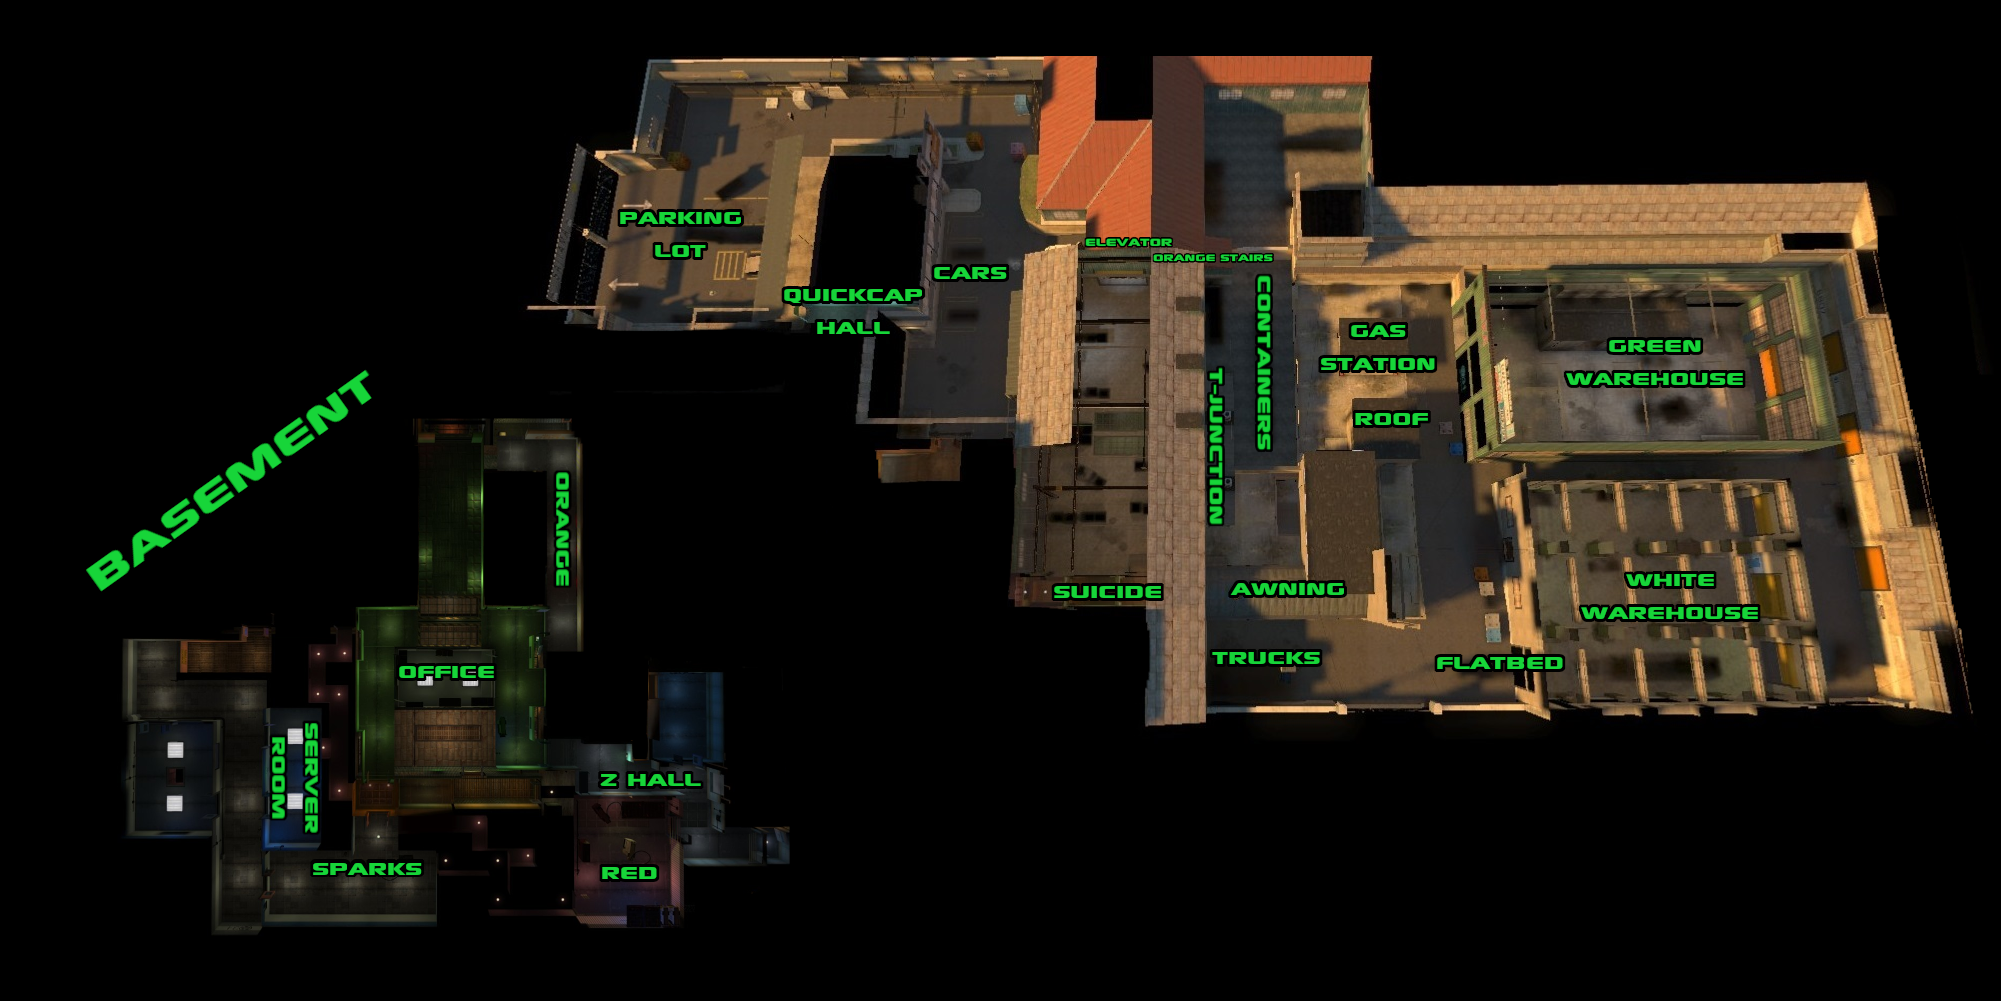 PARKING
LOT
QUICKCAP
HALL
CARS
ELEVATOR
ORANGE STAIRS
CONTAINERS
T-JUNCTION
GAS
STATION
ROOF
GREEN
WAREHOUSE
SUICIDE
AWNING
TRUCKS
FLATBED
WHITE
WAREHOUSE
BASEMENT
ORANGE
OFFICE
SERVER
ROOM
Z HALL
SPARKS
RED